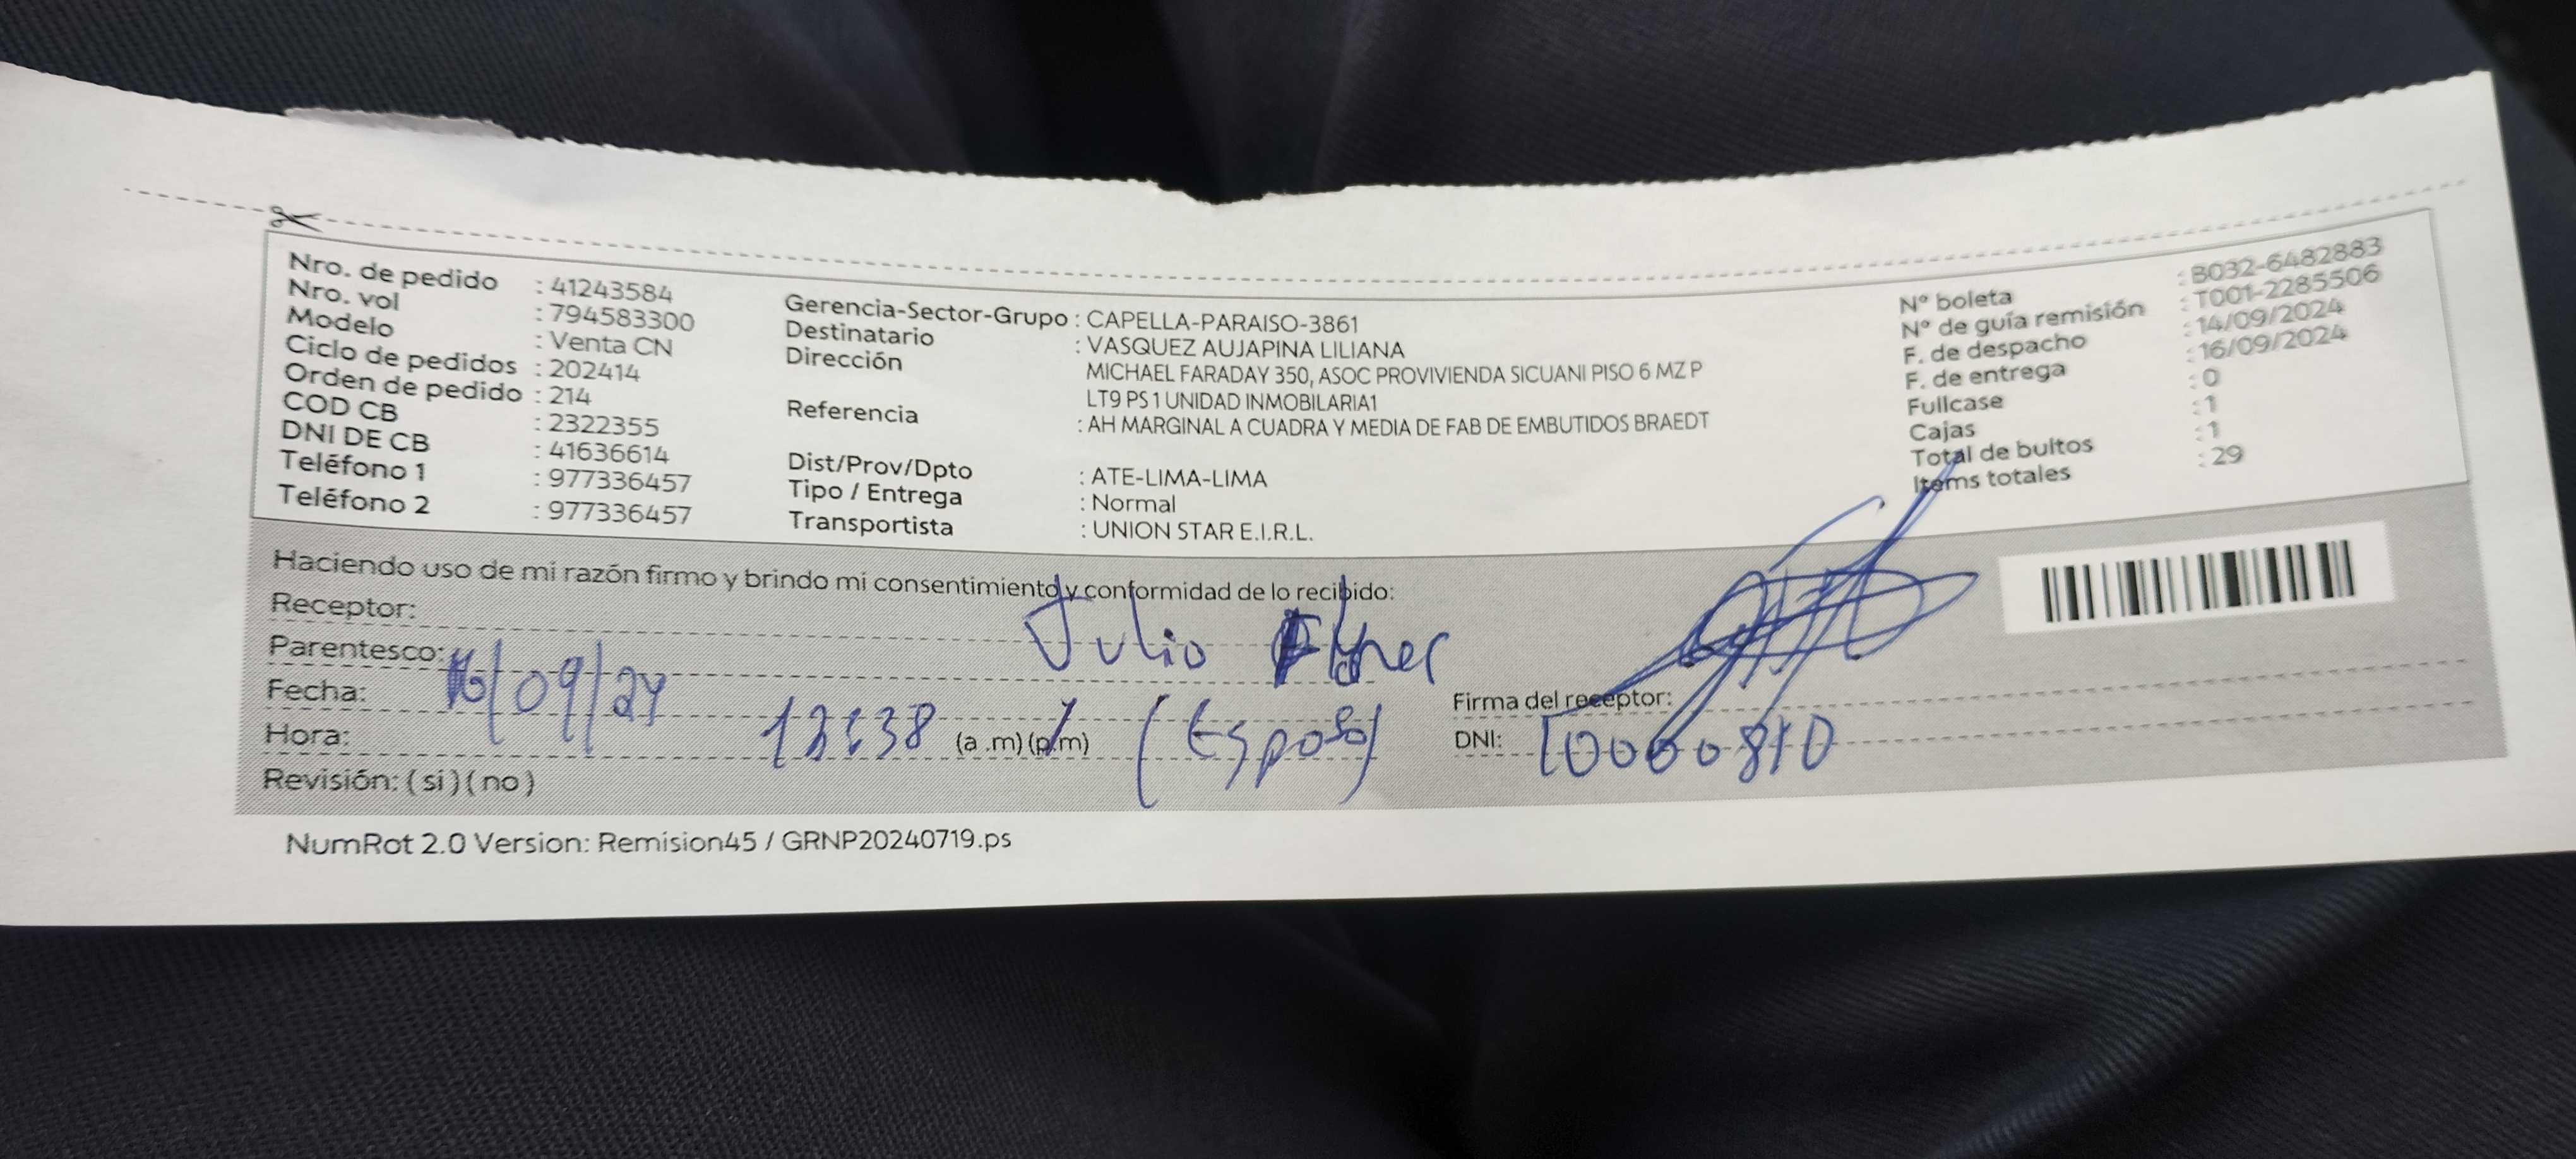 Nro. de pedido : 41243584
Nro. vol : 794583300
Modelo : Venta CN
Ciclo de pedidos : 202414
Orden de pedido : 214
COD CB : 2322355
DNI DE CB : 41636614
Teléfono 1 : 977336457
Teléfono 2 : 977336457
Gerencia-Sector-Grupo : CAPELLA-PARAISO-3861
Destinatario : VASQUEZ AUJAPINA LILIANA
Dirección MICHAEL FARADAY 350, ASOC PROVIVIENDA SICUANI PISO 6 MZ P
LT9 PS 1 UNIDAD INMOBILARIA1
Referencia : AH MARGINAL A CUADRA Y MEDIA DE FAB DE EMBUTIDOS BRAEDT
Dist/Prov/Dpto : ATE-LIMA-LIMA
Tipo / Entrega : Normal
Transportista : UNION STAR E.I.R.L.
N° boleta : B032-6482883
N° de guía remisión : T001-2285506
F. de despacho : 14/09/2024
F. de entrega : 16/09/2024
Fullcase : 0
Cajas : 1
Total de bultos : 1
Items totales : 29
Haciendo uso de mi razón firmo y brindo mi consentimiento y conformidad de lo recibido:
Receptor: Julio
Parentesco:
Fecha: 16/09/24
Hora: (a .m) (p.m) (Esposo)
Revisión: ( si ) ( no )
Firma del receptor:
DNI:
NumRot 2.0 Version: Remision45 / GRNP20240719.ps